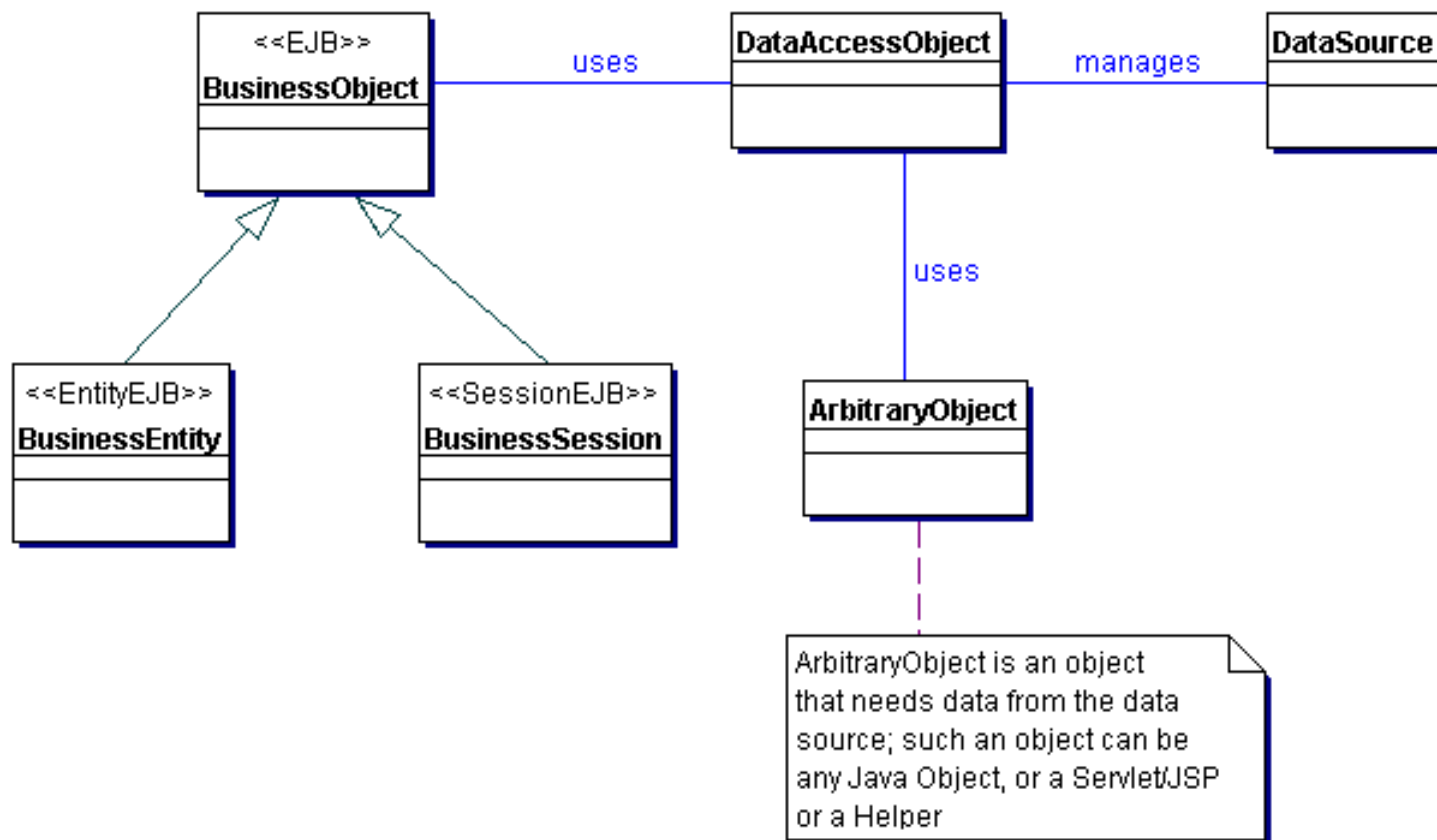 <<EJB>>
BusinessObject
uses
DataAccessObject
manages
DataSource
uses
<<EntityEJB>>
BusinessEntity
<<SessionEJB>>
BusinessSession
ArbitraryObject
ArbitraryObject is an object
that needs data from the data
source; such an object can be
any Java Object, or a Servlet/JSP
or a Helper